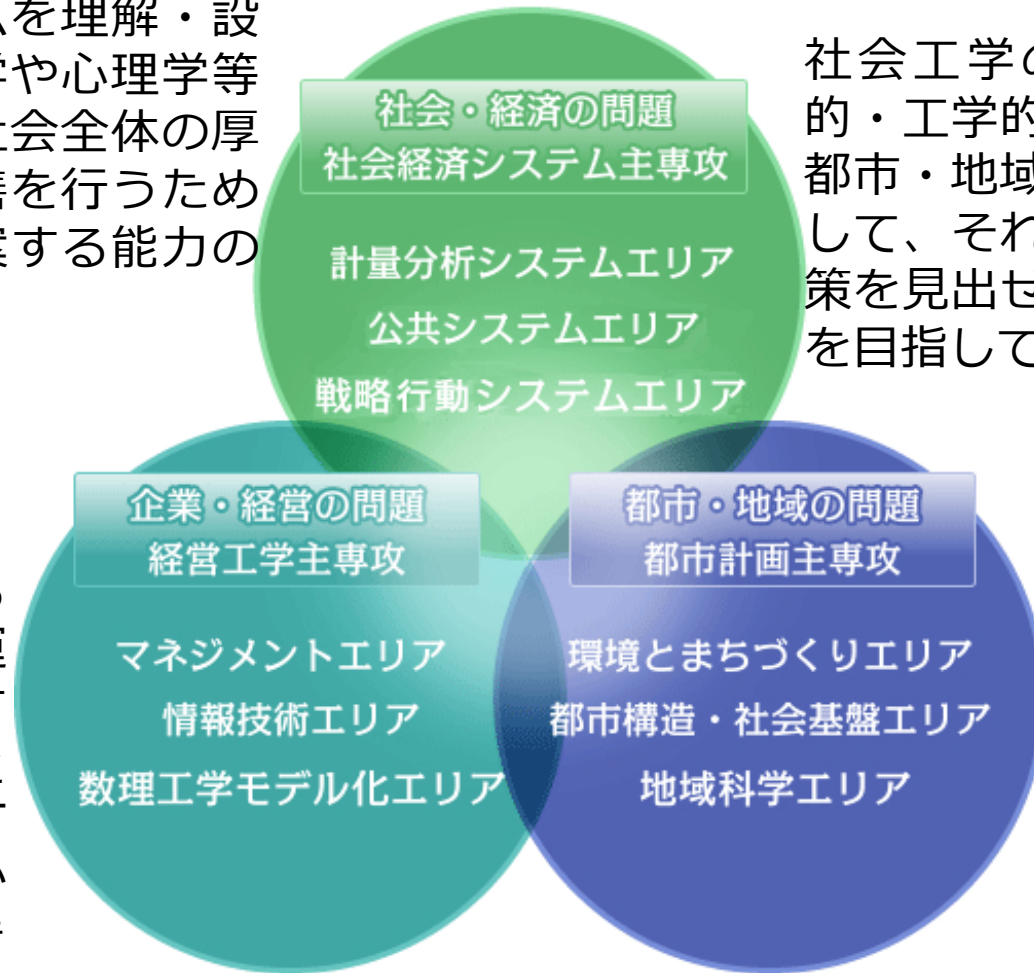 ムを理解・設
学や心理学等
社会全体の厚
善を行うため
案する能力の
社会工学の
的・工学的
都市・地域
して、それ
策を見出せ
を目指して
社会・経済の問題
社会経済システム主専攻
計量分析システムエリア
公共システムエリア
戦略行動システムエリア
企業・経営の問題
経営工学主専攻
マネジメントエリア
情報技術エリア
数理工学モデル化エリア
都市・地域の問題
都市計画主専攻
環境とまちづくりエリア
都市構造・社会基盤エリア
地域科学エリア